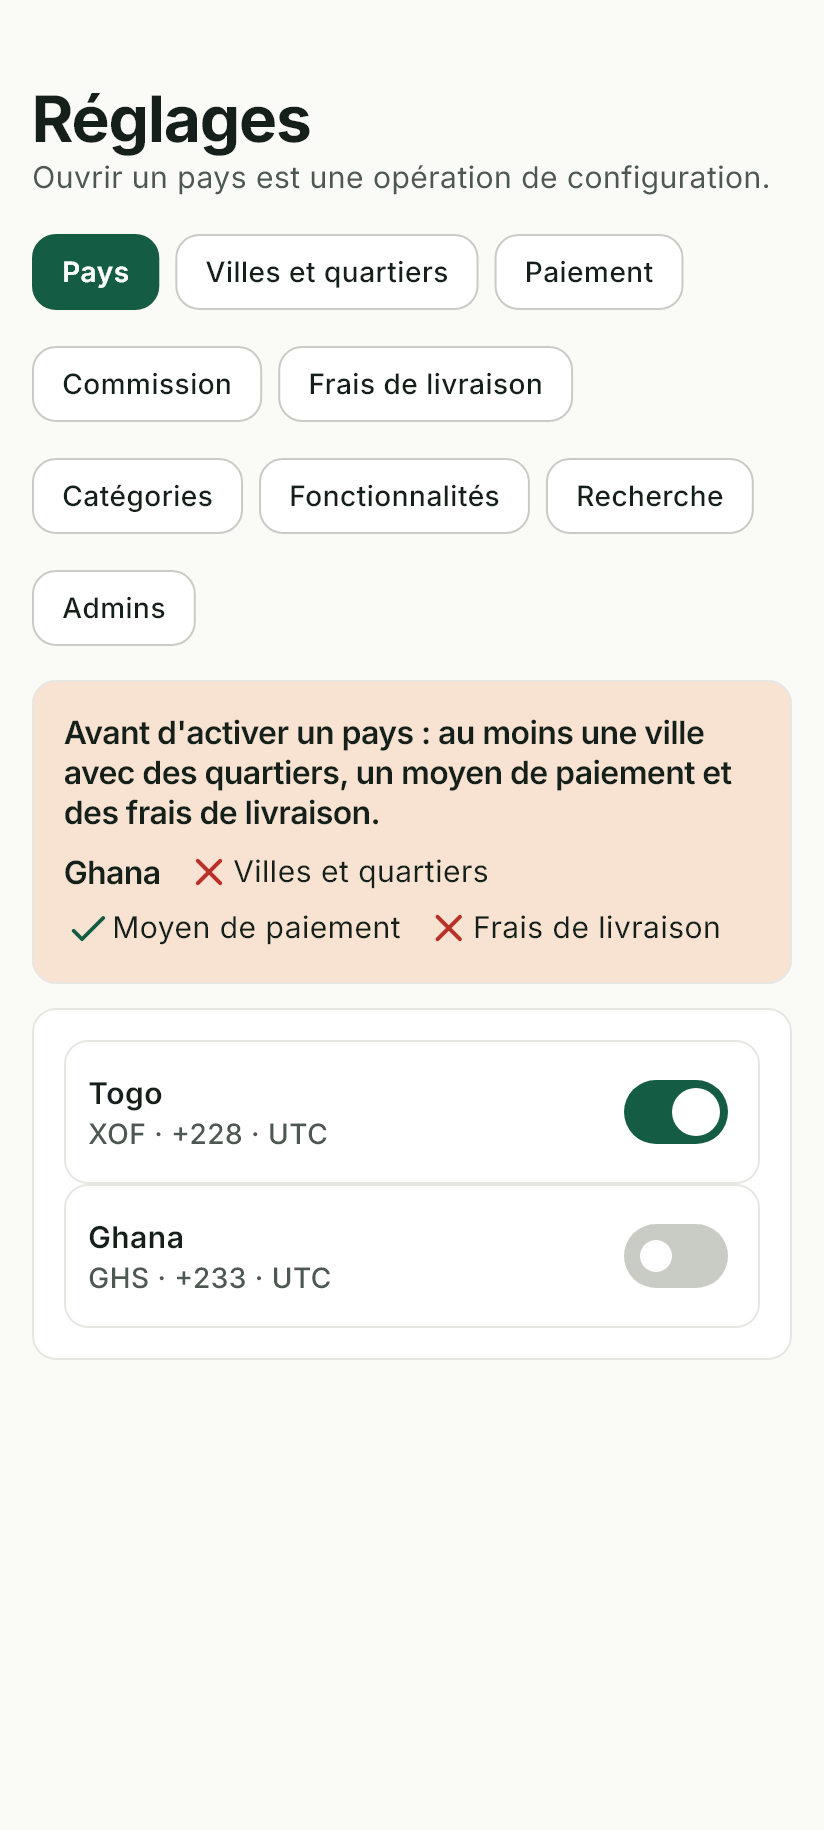 Réglages
Ouvrir un pays est une opération de configuration.
Pays
Villes et quartiers
Paiement
Commission
Frais de livraison
Catégories
Fonctionnalités
Recherche
Admins
Avant d'activer un pays : au moins une ville
avec des quartiers, un moyen de paiement et
des frais de livraison.
Ghana Villes et quartiers
Moyen de paiement Frais de livraison
Togo
XOF · +228 · UTC
Ghana
GHS · +233 · UTC